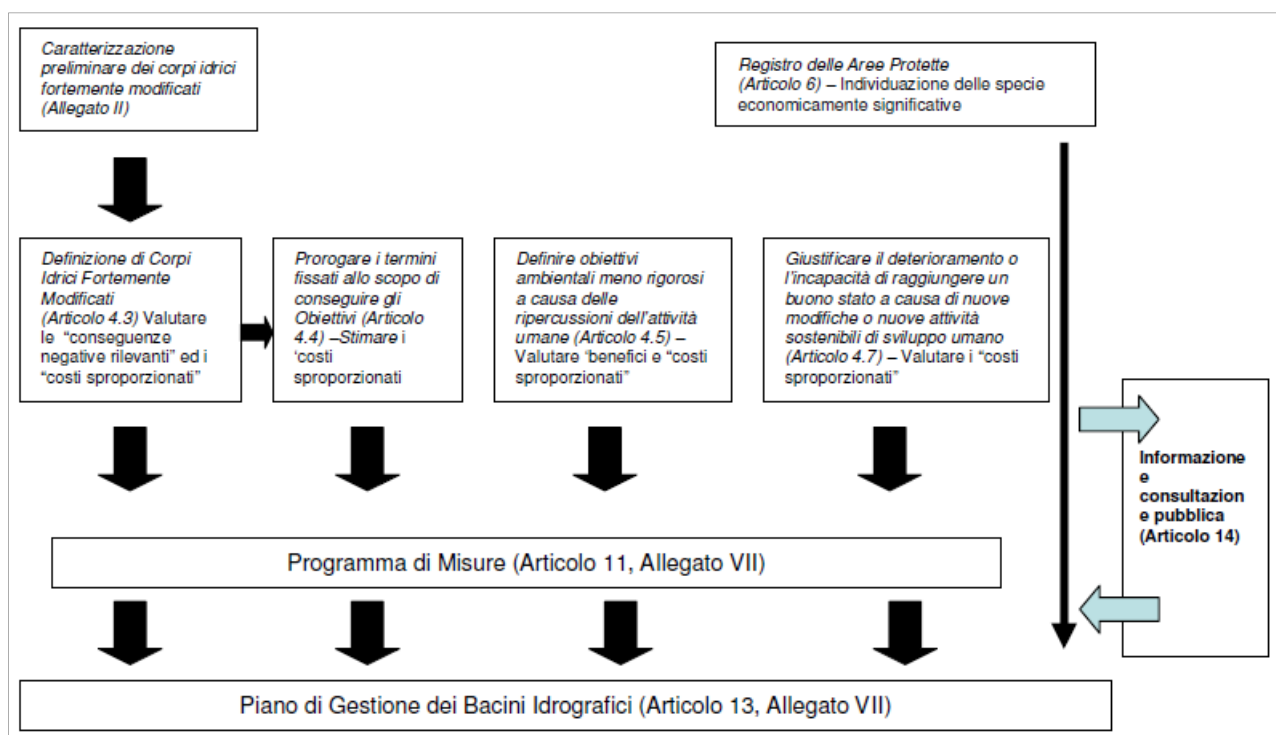 Caratterizzazione
preliminare dei corpi idrici
fortemente modificati
(Allegato II)
Registro delle Aree Protette
(Articolo 6) – Individuazione delle specie
economicamente significative
Definizione di Corpi
Idrici Fortemente
Modificati
(Articolo 4.3) Valutare
le “conseguenze
negative rilevanti” ed i
“costi sproporzionati”
Prorogare i termini
fissati allo scopo di
conseguire gli
Obiettivi (Articolo
4.4) –Stimare i
‘costi
sproporzionati
Definire obiettivi
ambientali meno rigorosi
a causa delle
ripercussioni dell’attività
umane (Articolo 4.5) –
Valutare ‘benefici e “costi
sproporzionati”
Giustificare il deterioramento o
l’incapacità di raggiungere un
buono stato a causa di nuove
modifiche o nuove attività
sostenibili di sviluppo umano
(Articolo 4.7) – Valutare i “costi
sproporzionati”
Informazione
e
consultazion
e pubblica
(Articolo 14)
Programma di Misure (Articolo 11, Allegato VII)
Piano di Gestione dei Bacini Idrografici (Articolo 13, Allegato VII)